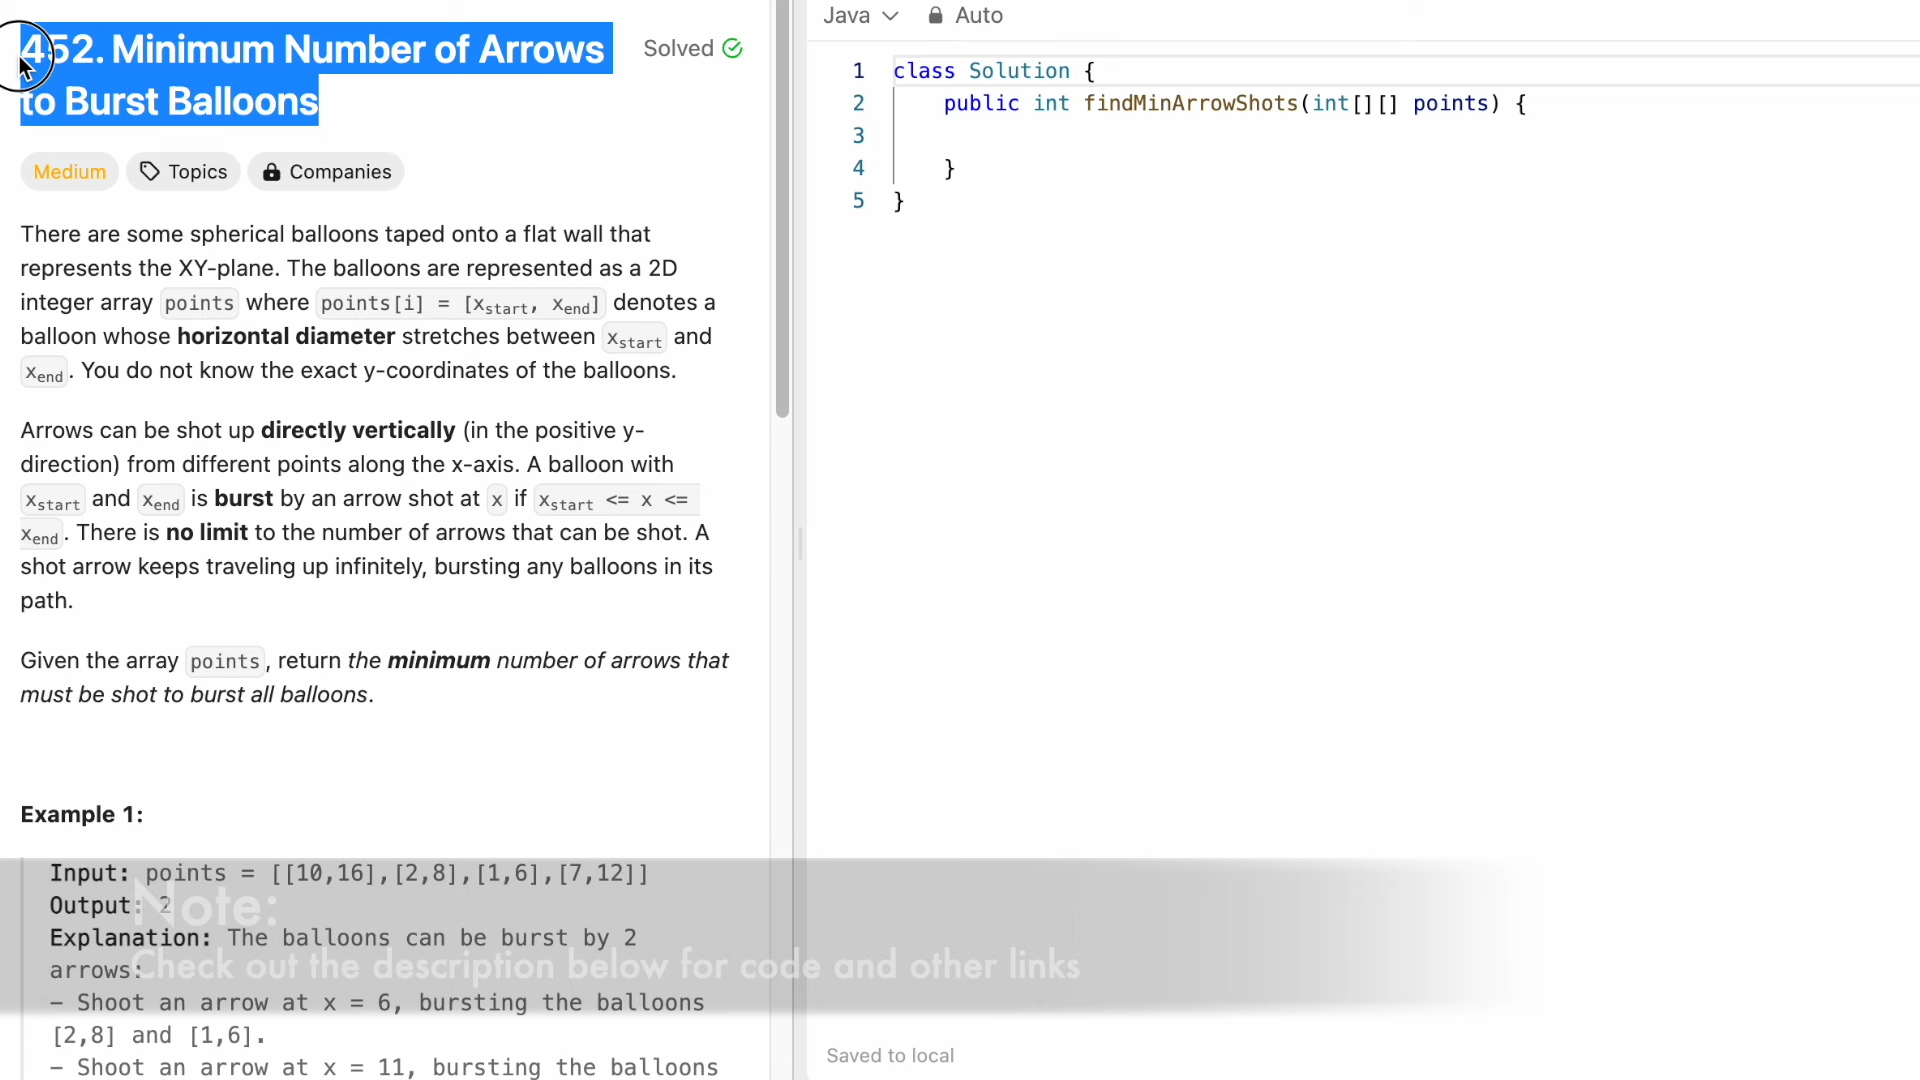 452. Minimum Number of Arrows
to Burst Balloons
Solved
Medium
Topics
Companies
There are some spherical balloons taped onto a flat wall that
represents the XY-plane. The balloons are represented as a 2D
integer array points where points[i] = [xstart, xend] denotes a
balloon whose horizontal diameter stretches between xstart and
xend. You do not know the exact y-coordinates of the balloons.
Arrows can be shot up directly vertically (in the positive y-
direction) from different points along the x-axis. A balloon with
xstart and xend is burst by an arrow shot at x if xstart <= x <=
xend. There is no limit to the number of arrows that can be shot. A
shot arrow keeps traveling up infinitely, bursting any balloons in its
path.
Given the array points, return the minimum number of arrows that
must be shot to burst all balloons.
Example 1:
Input: points = [[10,16],[2,8],[1,6],[7,12]]
Output: 2
Explanation: The balloons can be burst by 2
arrows:
- Shoot an arrow at x = 6, bursting the balloons
[2,8] and [1,6].
- Shoot an arrow at x = 11, bursting the balloons
Note:
Check out the description below for code and other links
Java
Auto
1 class Solution {
2 public int findMinArrowShots(int[][] points) {
3
4 }
5 }
Saved to local